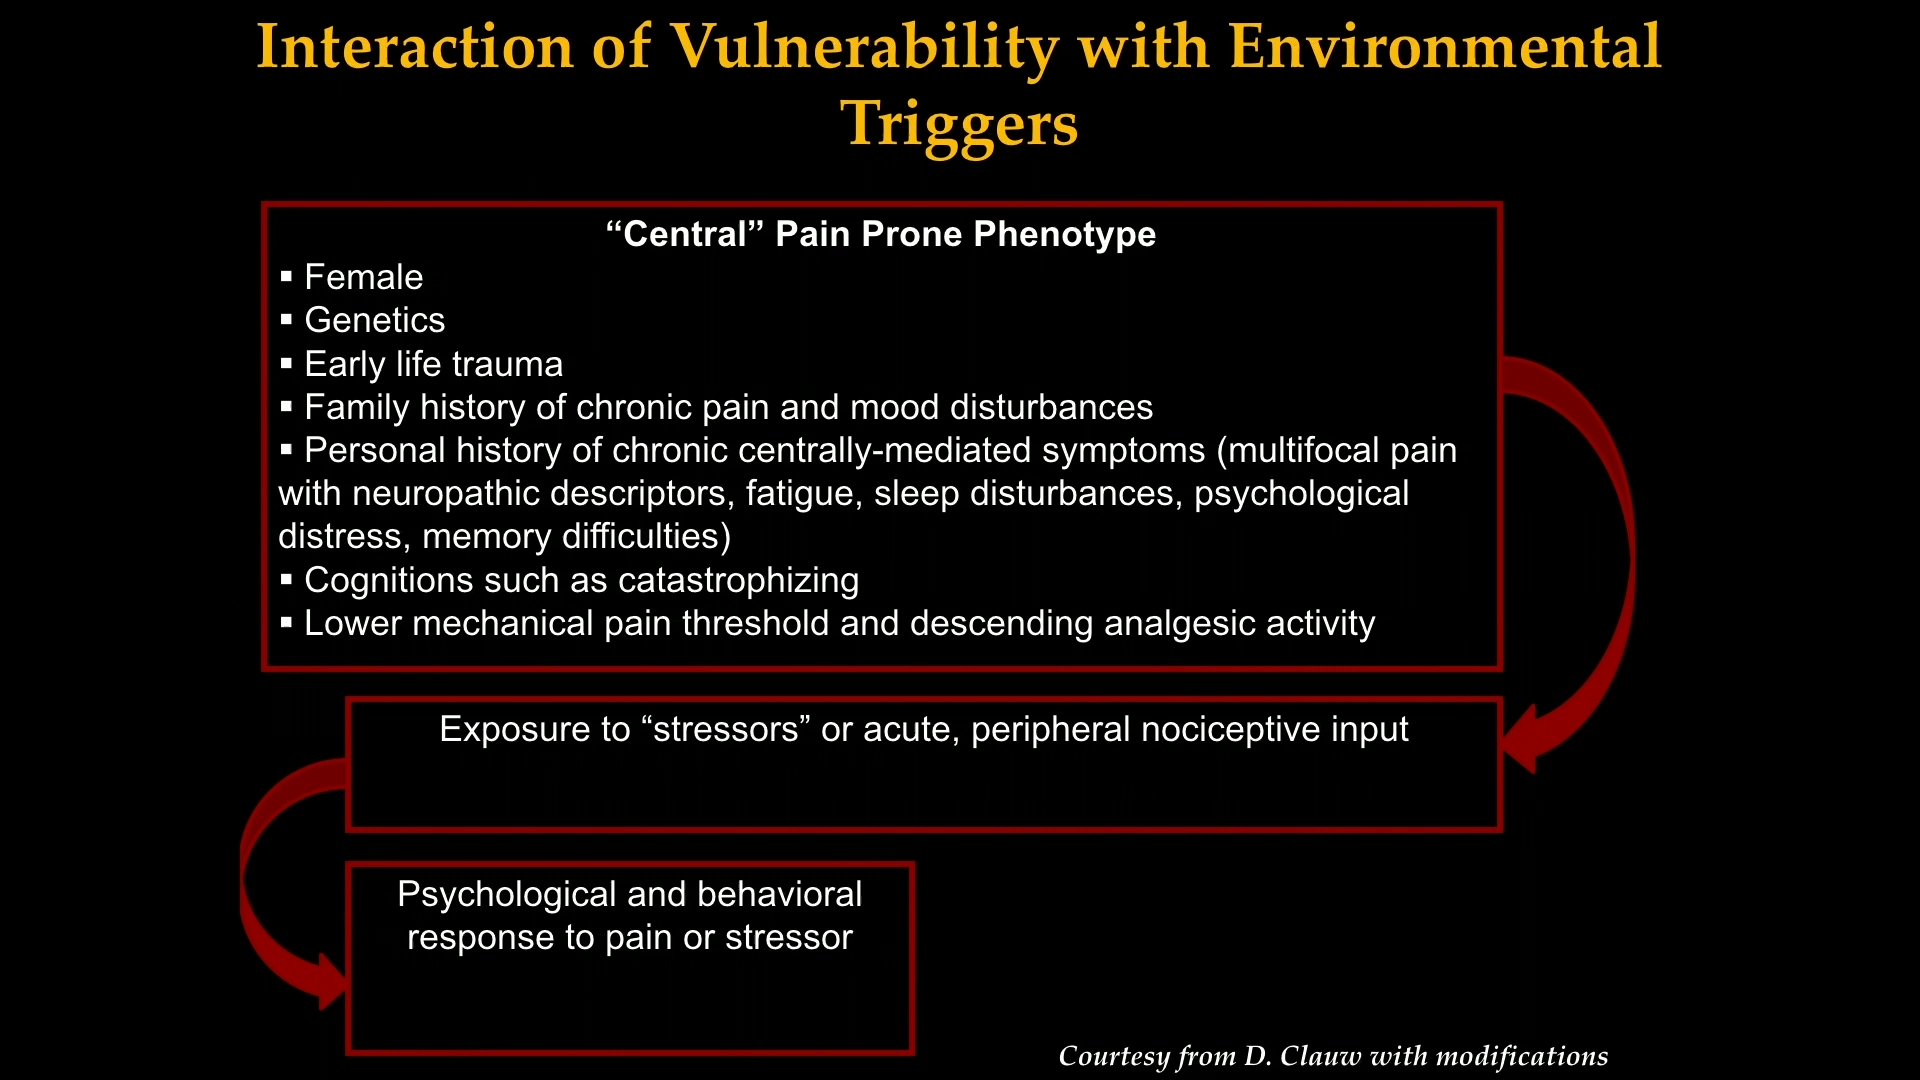 Interaction of Vulnerability with Environmental
Triggers
“Central” Pain Prone Phenotype
▪ Female
▪ Genetics
▪ Early life trauma
▪ Family history of chronic pain and mood disturbances
▪ Personal history of chronic centrally-mediated symptoms (multifocal pain
with neuropathic descriptors, fatigue, sleep disturbances, psychological
distress, memory difficulties)
▪ Cognitions such as catastrophizing
▪ Lower mechanical pain threshold and descending analgesic activity
Exposure to “stressors” or acute, peripheral nociceptive input
Psychological and behavioral
response to pain or stressor
Courtesy from D. Clauw with modifications